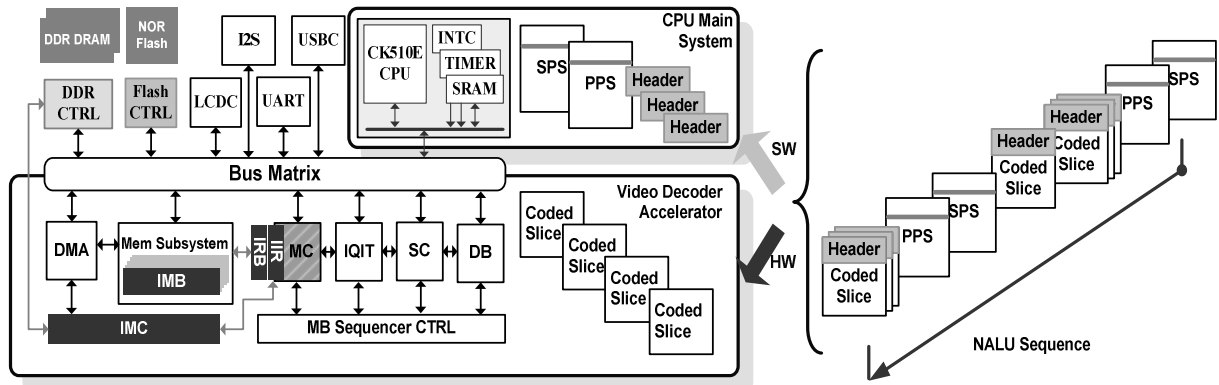 DDR DRAM
NOR
Flash
I2S
USBC
CK510E
CPU
INTC
TIMER
SRAM
CPU Main
System
SPS
PPS
Header
Header
Header
DDR
CTRL
Flash
CTRL
LCDC
UART
Bus Matrix
SW
HW
Video Decoder
Accelerator
DMA
Mem Subsystem
IMB
IRB
IIR
MC
IQIT
SC
DB
IMC
MB Sequencer CTRL
Coded
Slice
Coded
Slice
Coded
Slice
Coded
Slice
SPS
PPS
Header
Coded
Slice
Header
Coded
Slice
SPS
PPS
Header
Coded
Slice
NALU Sequence